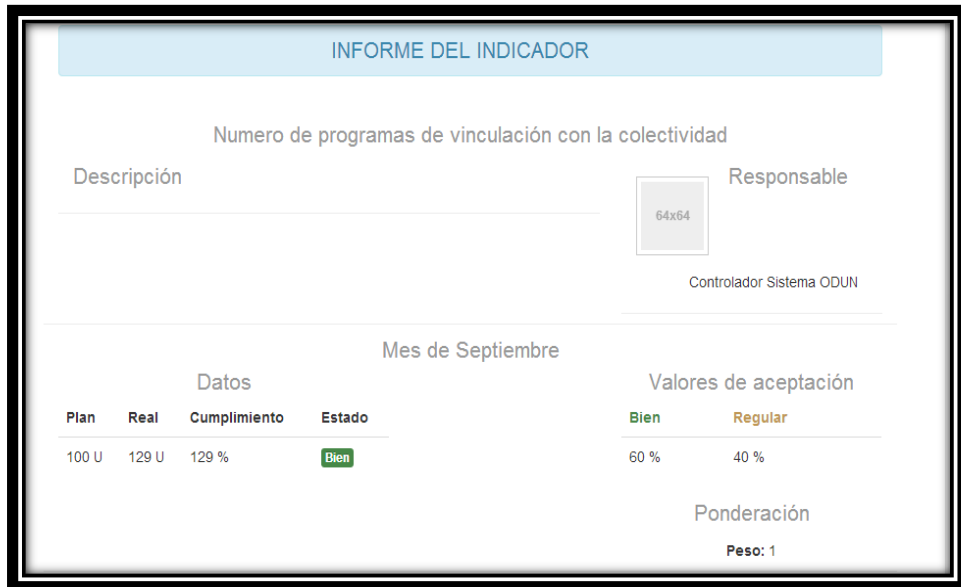 INFORME DEL INDICADOR
Numero de programas de vinculación con la colectividad
Descripción
Responsable
64x64
Controlador Sistema ODUN
Mes de Septiembre
Datos
Plan Real Cumplimiento Estado
100 U 129 U 129 % Bien
Valores de aceptación
Bien Regular
60 % 40 %
Ponderación
Peso: 1